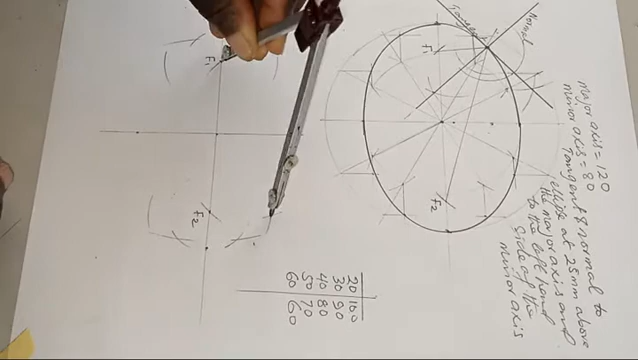 major axis = 120
minor axis = 80
Tangent & normal to
ellipse at 25mm above
the major axis and
to the left hand
side of the
minor axis
Tangent
Normal
F1
F2
F1
F2
20 100
30 90
40 80
50 70
60 60